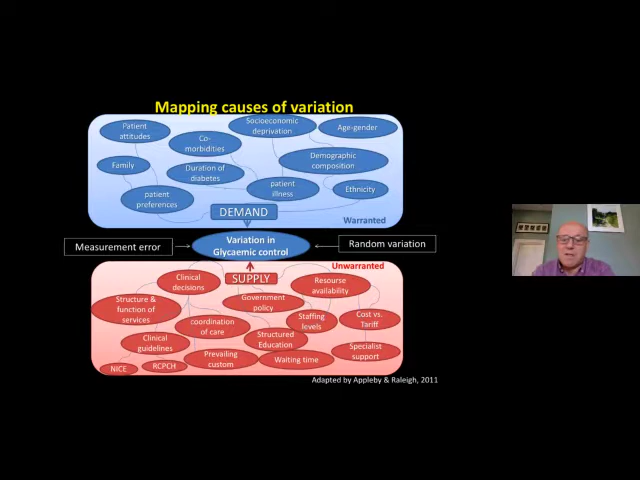 Mapping causes of variation
Patient
attitudes
Co-
morbidities
Socioeconomic
deprivation
Age-gender
Family
Duration of
diabetes
Demographic
composition
patient
preferences
patient
illness
Ethnicity
DEMAND
Warranted
Measurement error
Variation in
Glycaemic control
Random variation
SUPPLY
Unwarranted
Clinical
decisions
Resourse
availability
Structure &
function of
services
Government
policy
coordination
of care
Staffing
levels
Cost vs.
Tariff
Clinical
guidelines
Structured
Education
Specialist
support
NICE
RCPCH
Prevailing
custom
Waiting time
Adapted by Appleby & Raleigh, 2011